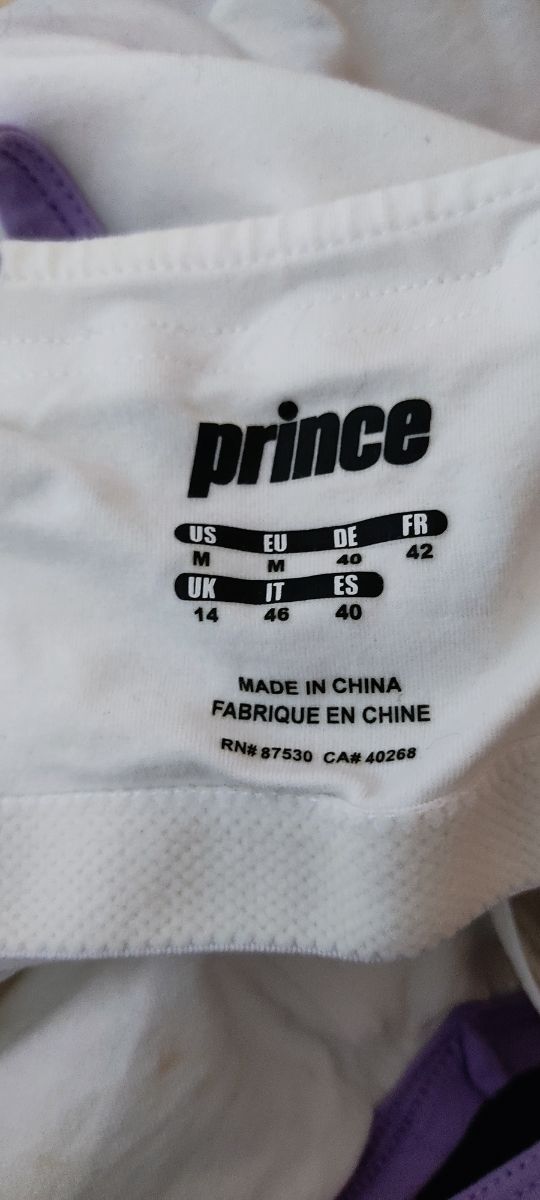 prince
US EU DE FR
M M 40 42
UK IT ES
14 46 40
MADE IN CHINA
FABRIQUE EN CHINE
RN# 87530 CA# 40268